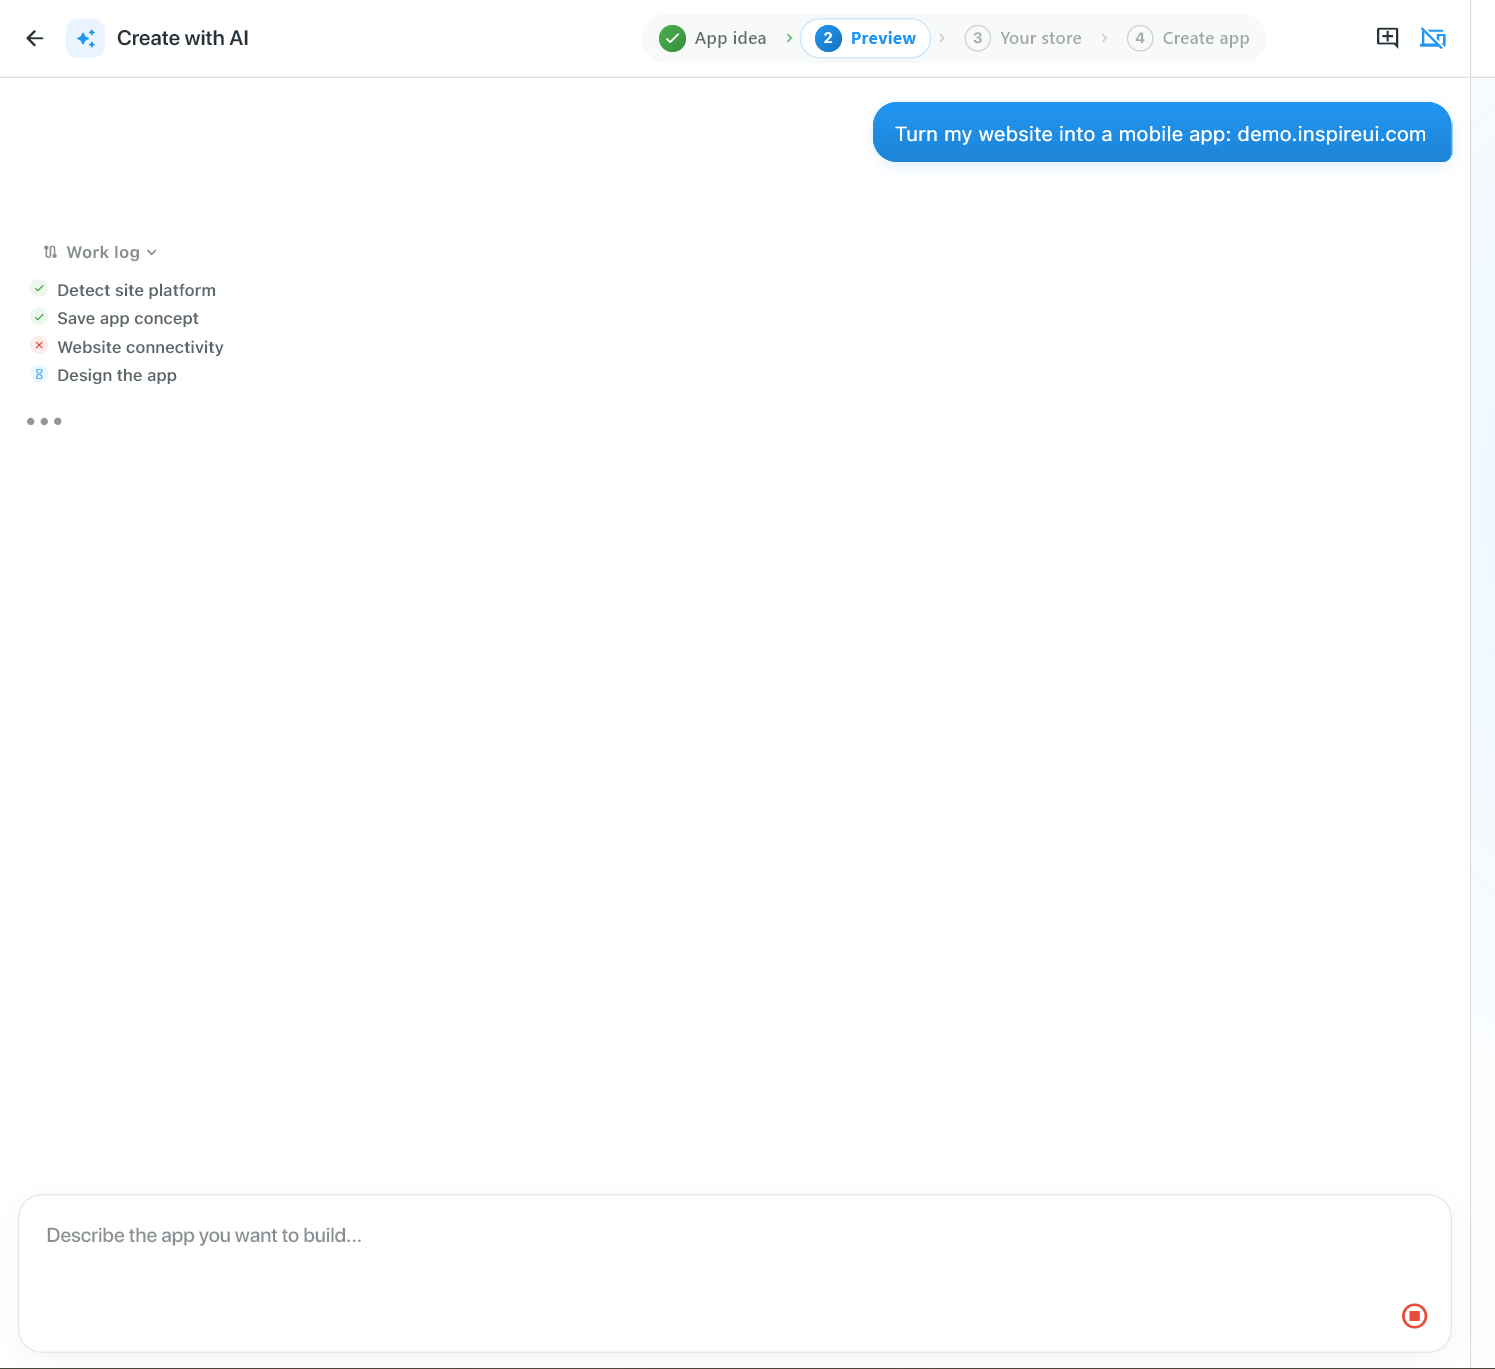 Create with AI
App idea
2 Preview
3 Your store
4 Create app
Turn my website into a mobile app: demo.inspireui.com
Work log
Detect site platform
Save app concept
Website connectivity
Design the app
Describe the app you want to build...